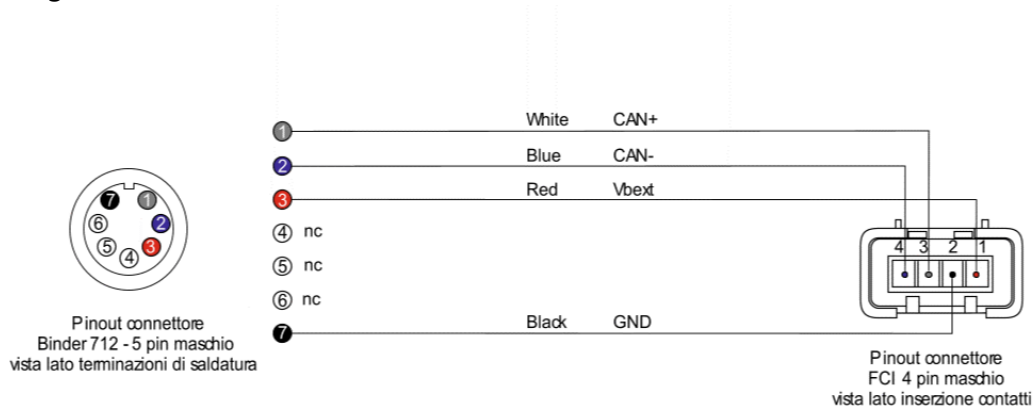 1 White CAN+
2 Blue CAN-
3 Red Vbext
4 nc
5 nc
6 nc
7 Black GND
7 1
6 2
5 3
4
4 3 2 1
Pinout connettore
Binder 712 - 5 pin maschio
vista lato terminazioni di saldatura
Pinout connettore
FCI 4 pin maschio
vista lato inserzione contatti